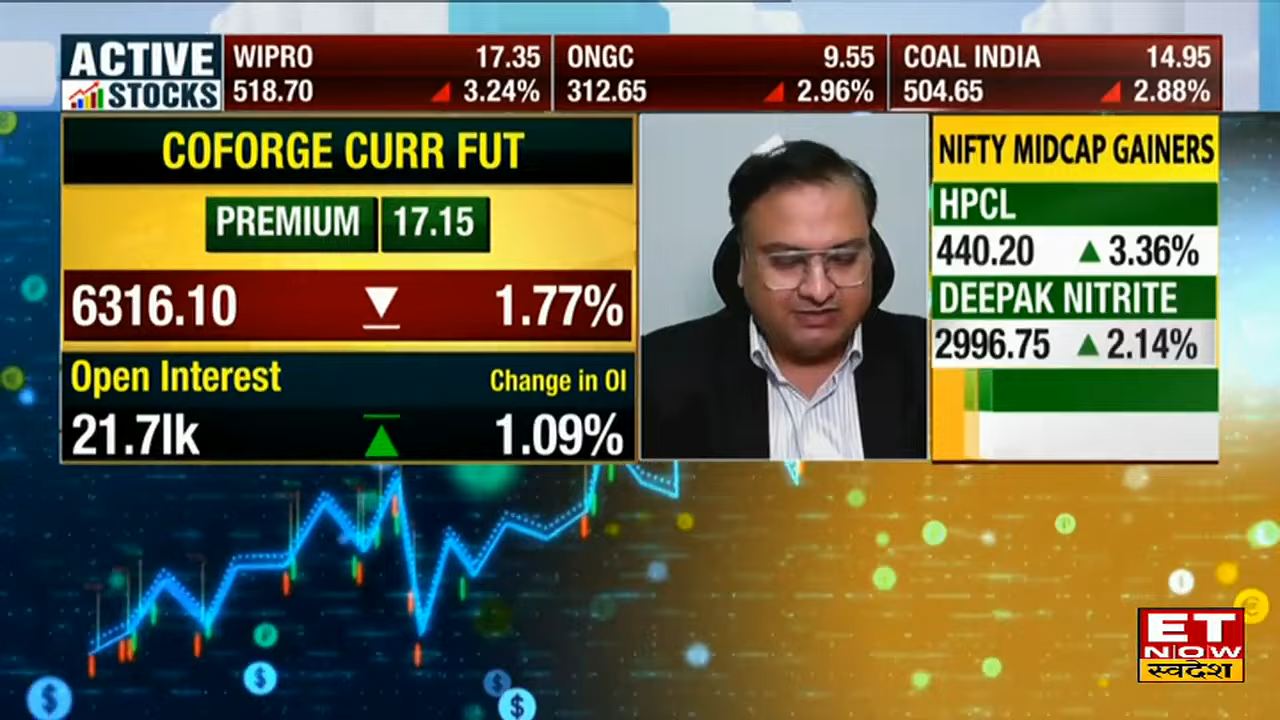 ACTIVE
STOCKS
WIPRO 17.35
518.70 3.24%
ONGC 9.55
312.65 2.96%
COAL INDIA 14.95
504.65 2.88%
COFORGE CURR FUT
PREMIUM 17.15
6316.10 1.77%
Open Interest Change in OI
21.7lk 1.09%
NIFTY MIDCAP GAINERS
HPCL
440.20 3.36%
DEEPAK NITRITE
2996.75 2.14%
ET
NOW
स्वदेश